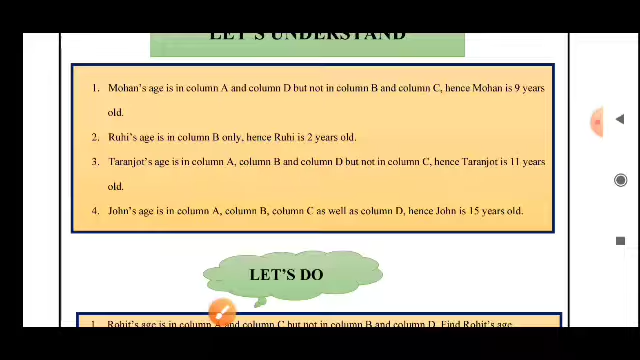 LET'S UNDERSTAND
1. Mohan's age is in column A and column D but not in column B and column C, hence Mohan is 9 years
old.
2. Ruhi's age is in column B only, hence Ruhi is 2 years old.
3. Taranjot's age is in column A, column B and column D but not in column C, hence Taranjot is 11 years
old.
4. John's age is in column A, column B, column C as well as column D, hence John is 15 years old.
LET'S DO
1. Rohit's age is in column A and column C but not in column B and column D. Find Rohit's age.